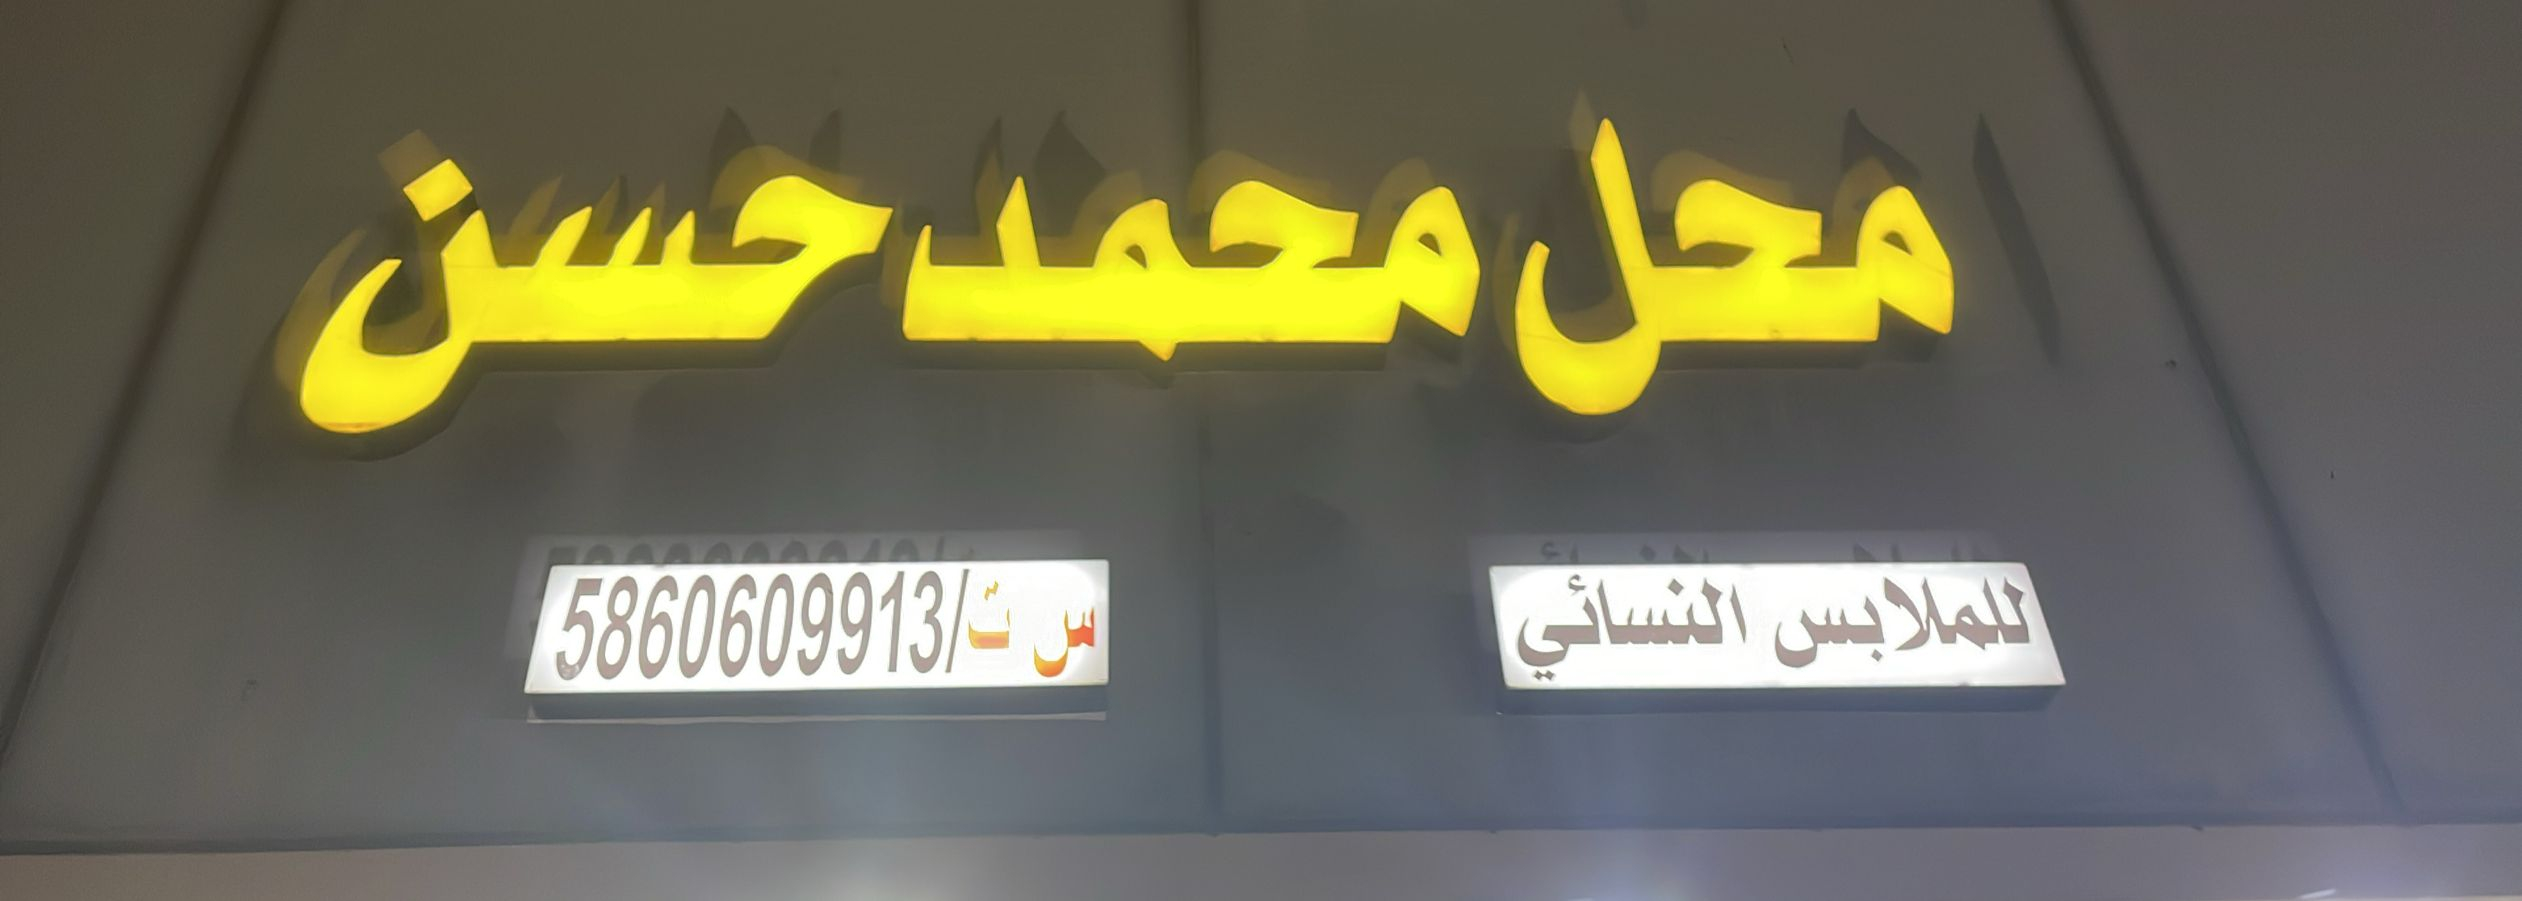 محل محمد حسن
للملابس النسائي
س ت/5860609913